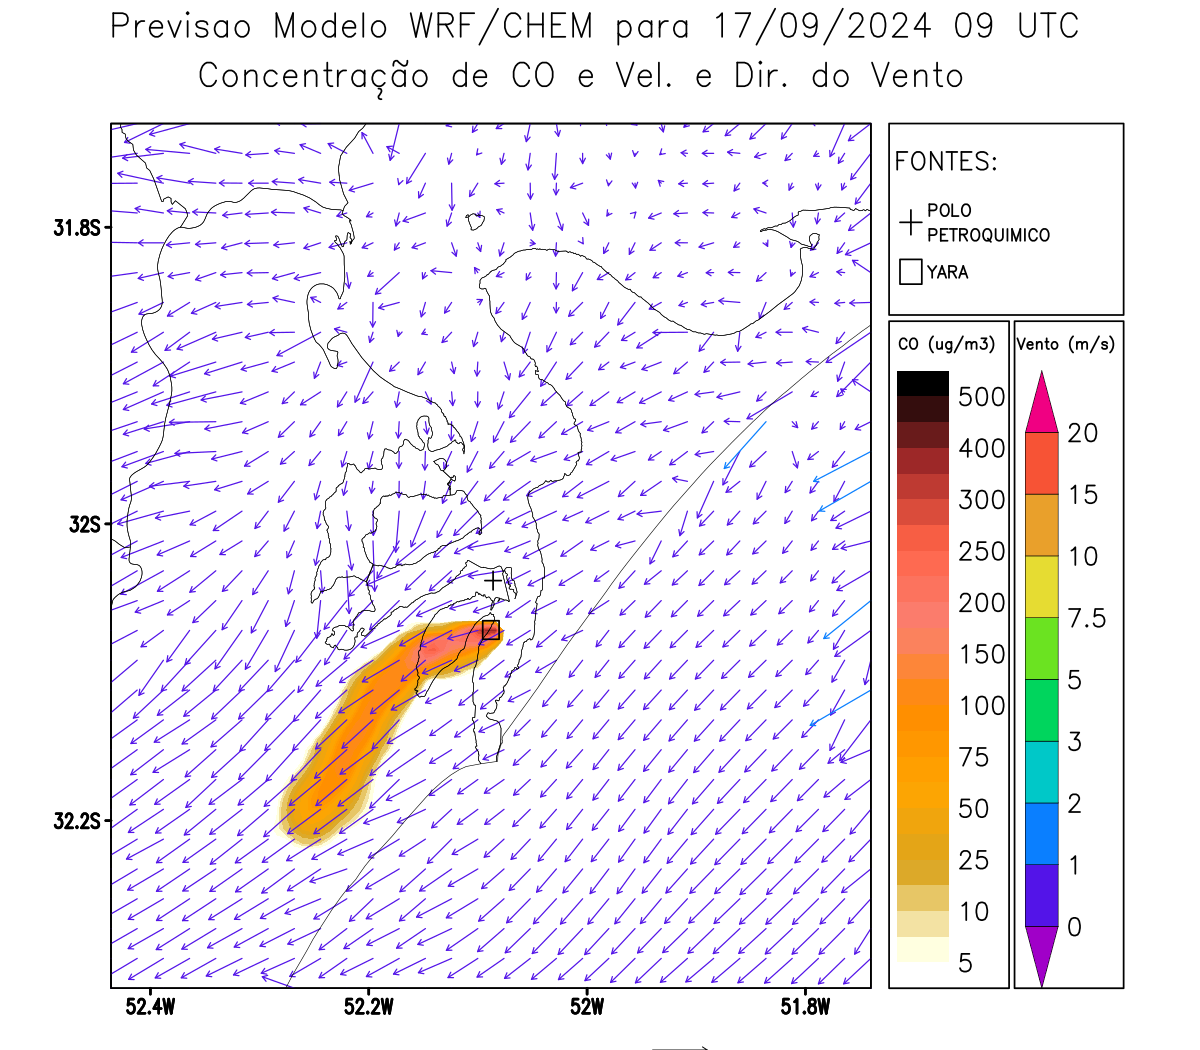 Previsao Modelo WRF/CHEM para 17/09/2024 09 UTC
Concentração de CO e Vel. e Dir. do Vento
FONTES:
POLO
PETROQUIMICO
YARA
CO (ug/m3)
500
400
300
250
200
150
100
75
50
25
10
5
Vento (m/s)
20
15
10
7.5
5
3
2
1
0
31.8S
32S
32.2S
52.4W
52.2W
52W
51.8W